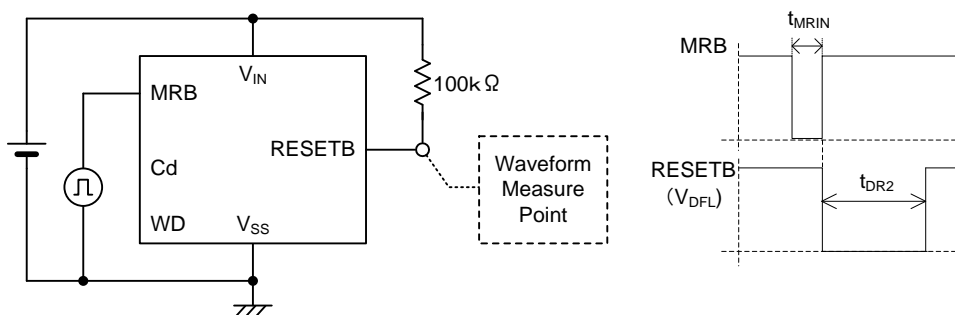 V_IN
MRB
Cd
WD
V_SS
RESETB
100kΩ
Waveform
Measure
Point
t_MRIN
MRB
RESETB
(V_DFL)
t_DR2